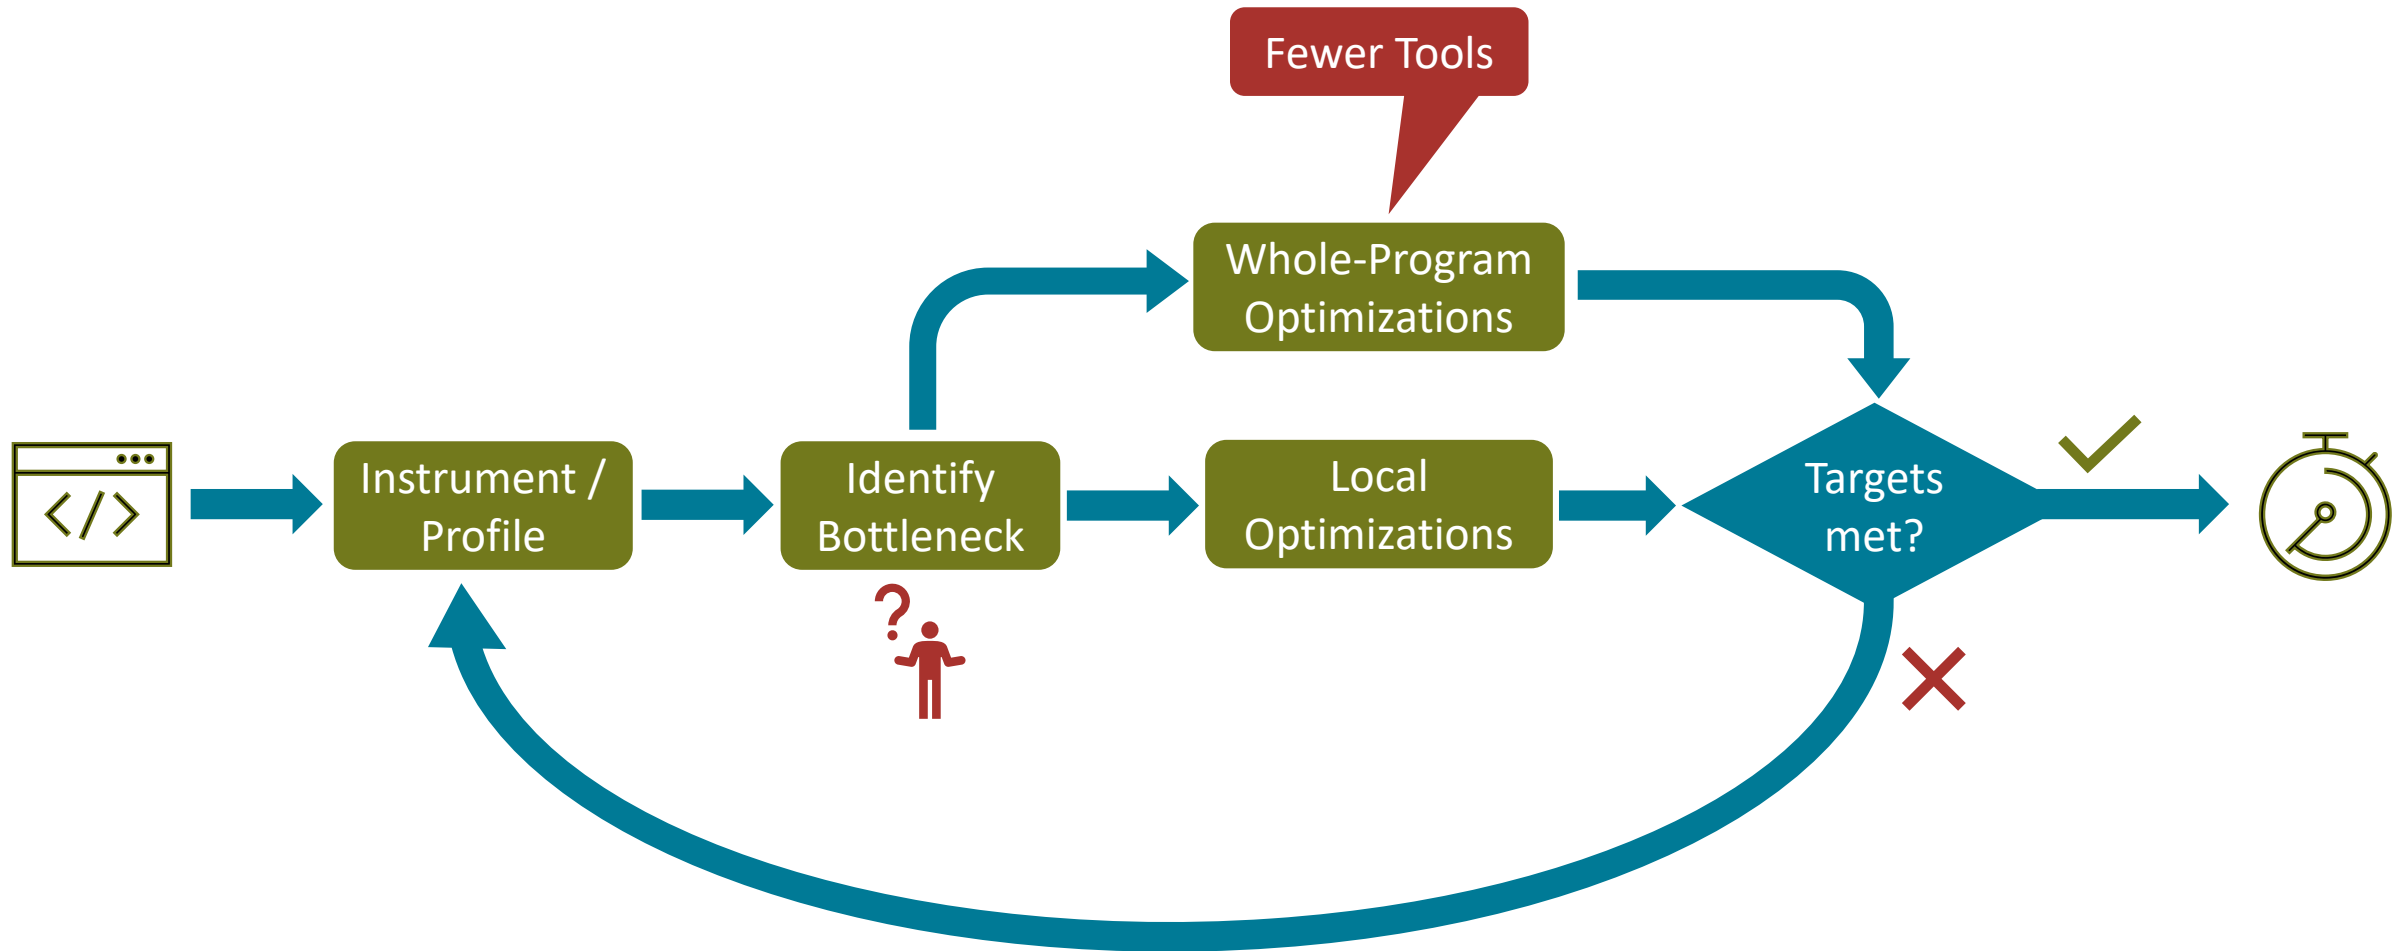 Fewer Tools
Whole-Program
Optimizations
</>
Instrument /
Profile
Identify
Bottleneck
Local
Optimizations
Targets
met?
?